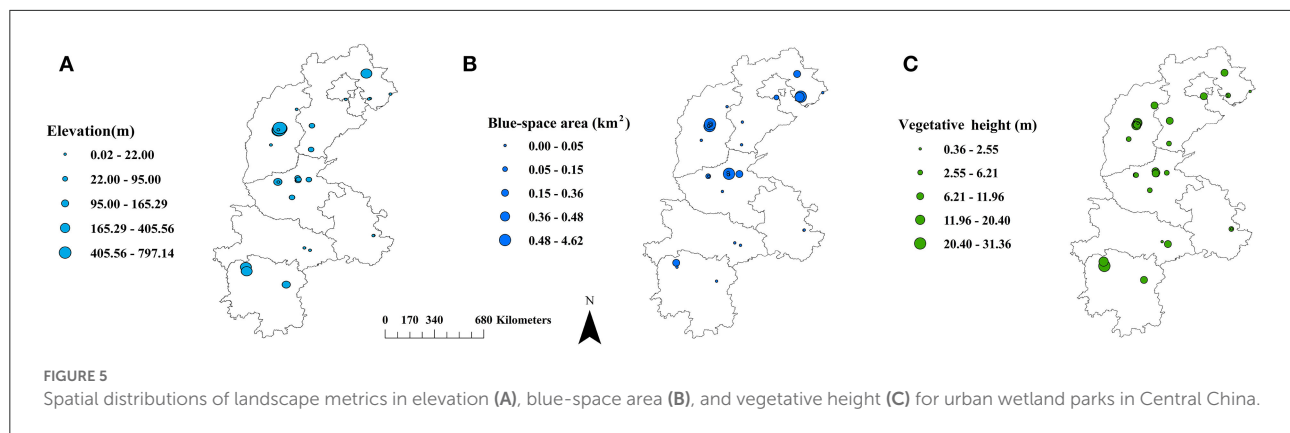 A
Elevation(m)
0.02 - 22.00
22.00 - 95.00
95.00 - 165.29
165.29 - 405.56
405.56 - 797.14
0 170 340 680 Kilometers
N
B
Blue-space area (km²)
0.00 - 0.05
0.05 - 0.15
0.15 - 0.36
0.36 - 0.48
0.48 - 4.62
C
Vegetative height (m)
0.36 - 2.55
2.55 - 6.21
6.21 - 11.96
11.96 - 20.40
20.40 - 31.36
FIGURE 5
Spatial distributions of landscape metrics in elevation (A), blue-space area (B), and vegetative height (C) for urban wetland parks in Central China.